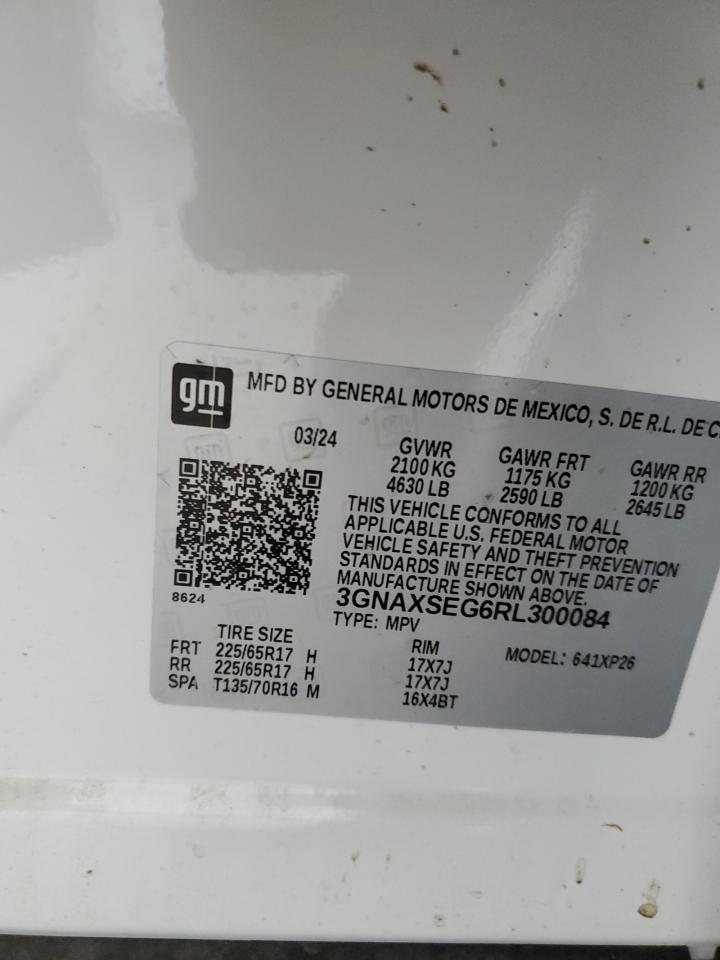 gm
MFD BY GENERAL MOTORS DE MEXICO, S. DE R.L. DE C.
03/24
GVWR GAWR FRT GAWR RR
2100 KG 1175 KG 1200 KG
4630 LB 2590 LB 2645 LB
THIS VEHICLE CONFORMS TO ALL
APPLICABLE U.S. FEDERAL MOTOR
VEHICLE SAFETY AND THEFT PREVENTION
STANDARDS IN EFFECT ON THE DATE OF
MANUFACTURE SHOWN ABOVE.
8624
3GNAXSEG6RL300084
TYPE: MPV
MODEL: 641XP26
TIRE SIZE RIM
FRT 225/65R17 H 17X7J
RR 225/65R17 H 17X7J
SPA T135/70R16 M 16X4BT